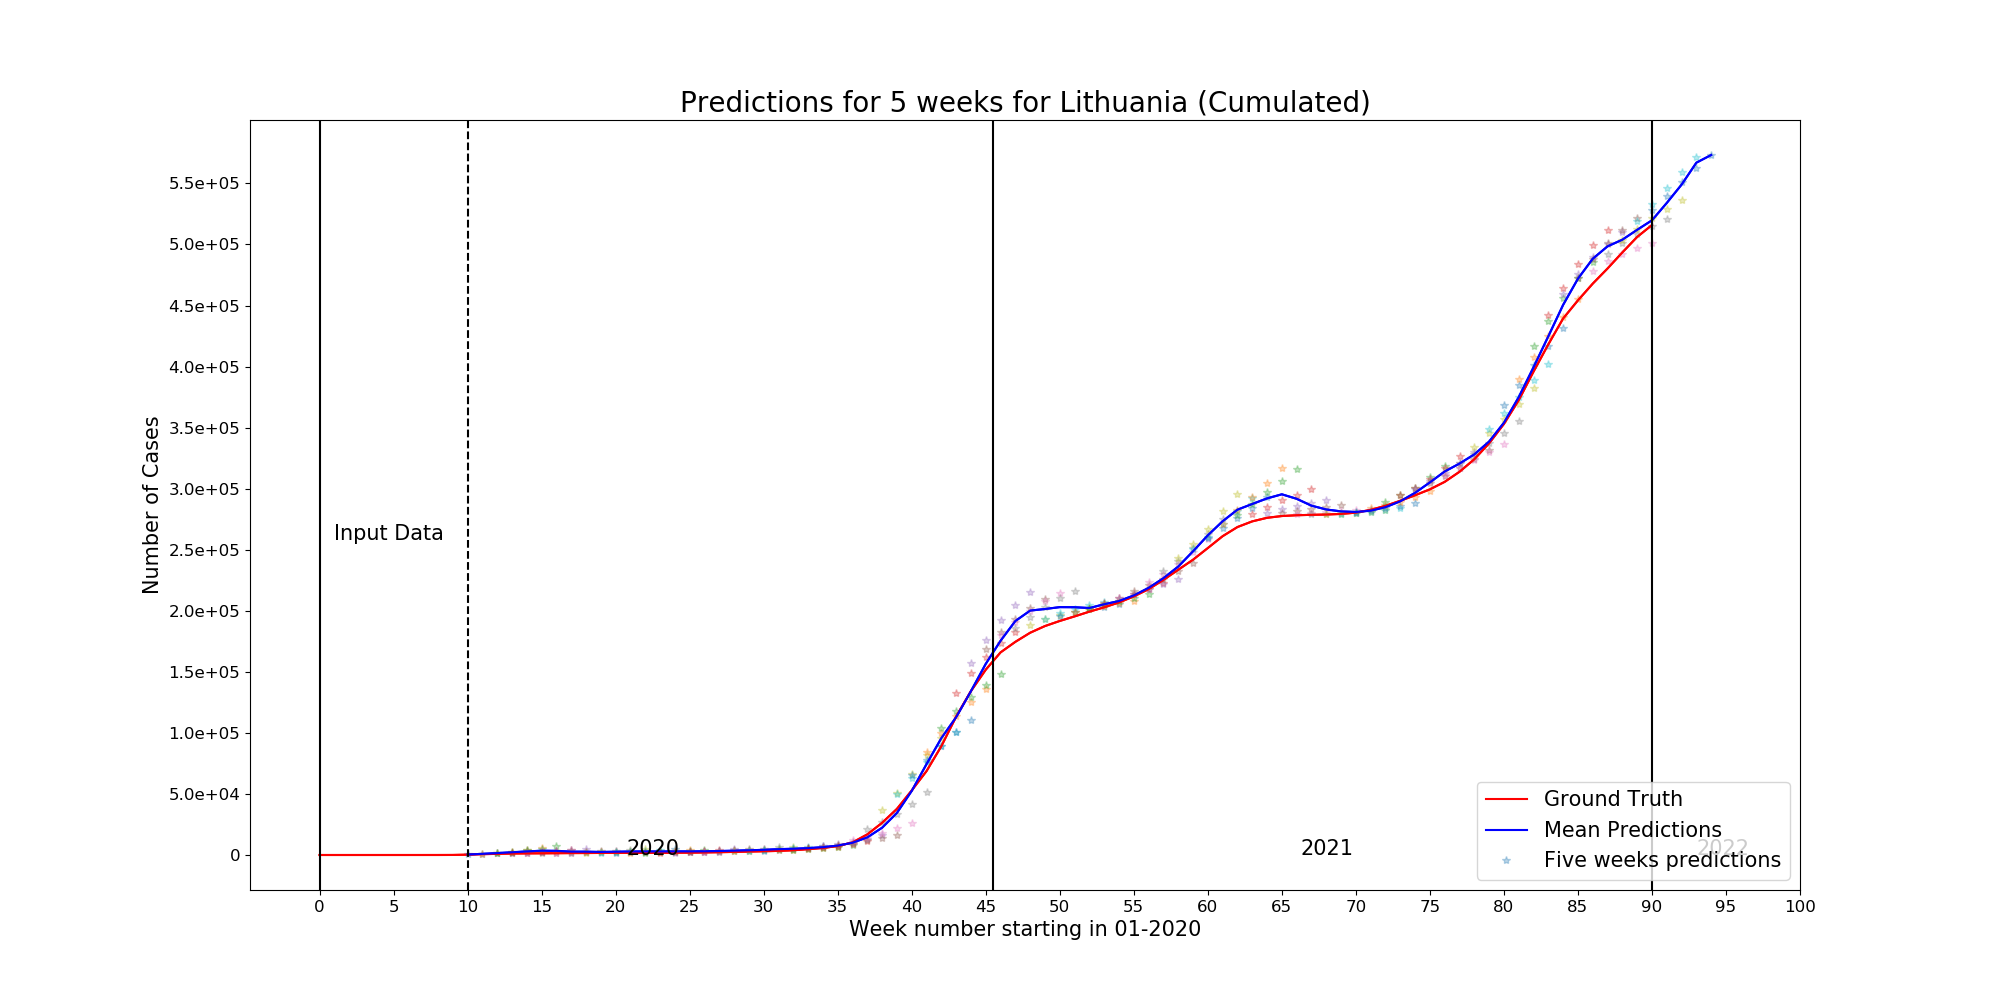 Predictions for 5 weeks for Lithuania (Cumulated)
5.5e+05
5.0e+05
4.5e+05
4.0e+05
3.5e+05
3.0e+05
2.5e+05
2.0e+05
1.5e+05
1.0e+05
5.0e+04
0
Number of Cases
Input Data
2020
2021
2022
Ground Truth
Mean Predictions
Five weeks predictions
0 5 10 15 20 25 30 35 40 45 50 55 60 65 70 75 80 85 90 95 100
Week number starting in 01-2020